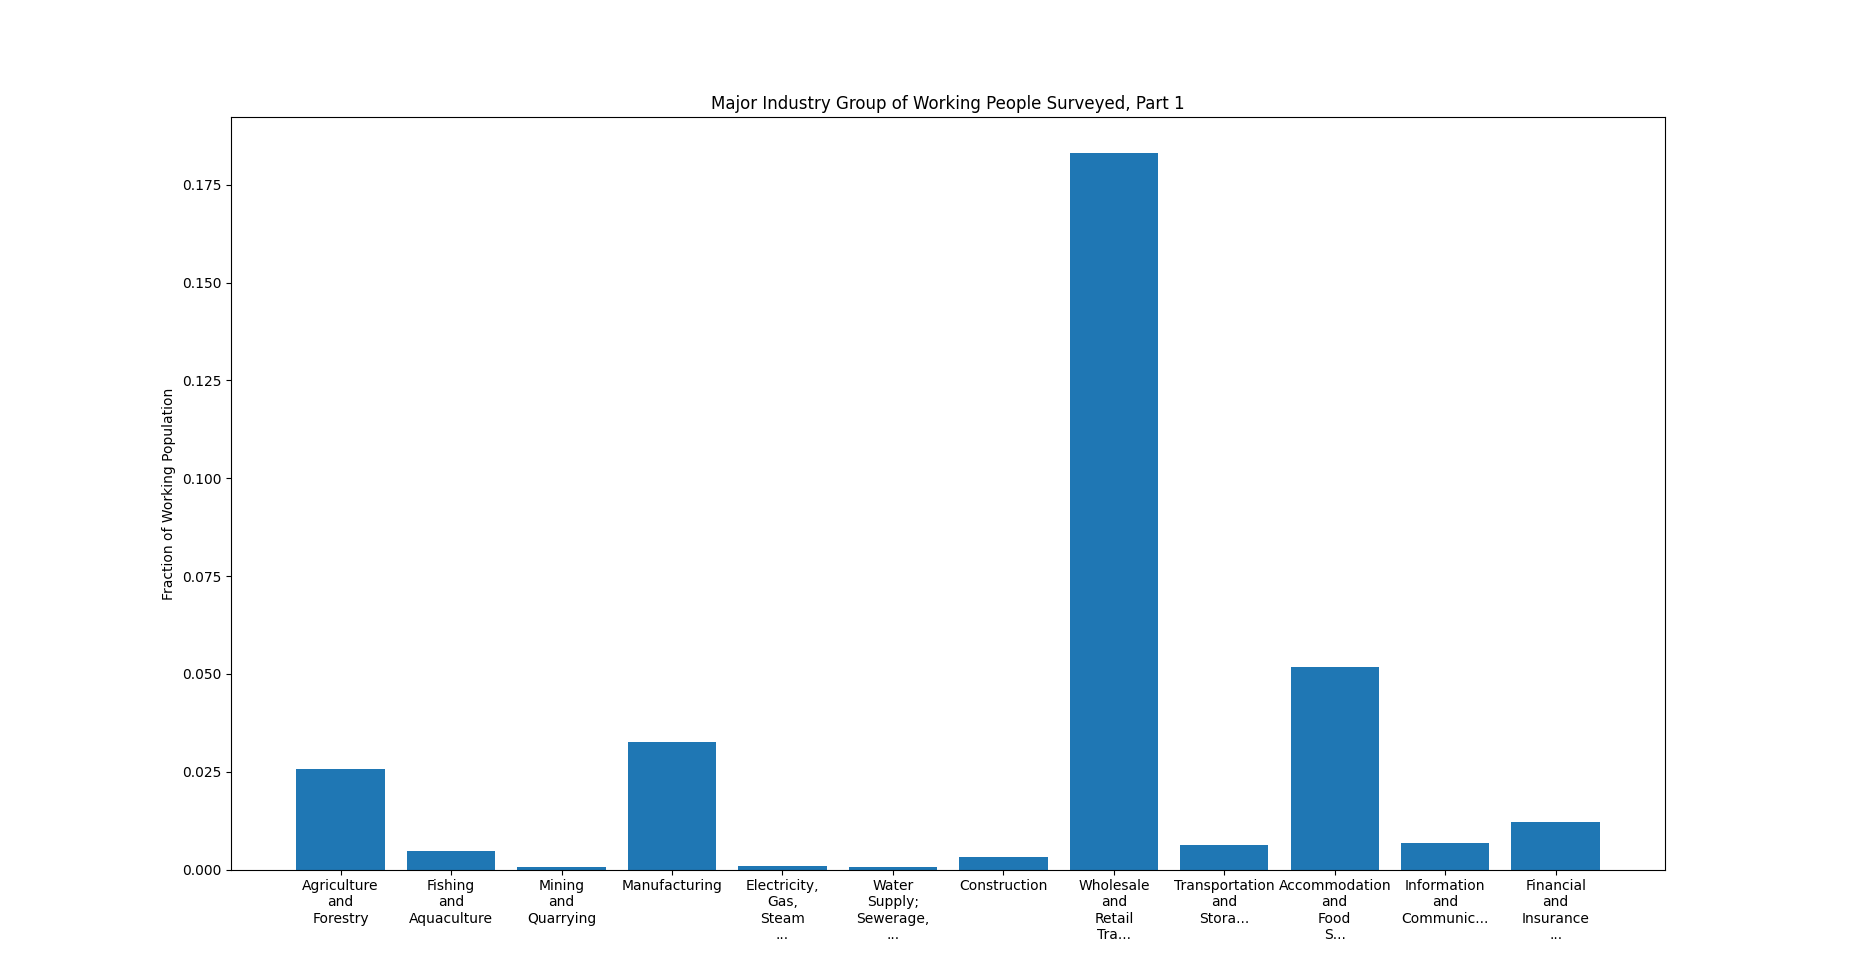 Major Industry Group of Working People Surveyed, Part 1
Fraction of Working Population
0.175
0.150
0.125
0.100
0.075
0.050
0.025
0.000
Agriculture
and
Forestry
Fishing
and
Aquaculture
Mining
and
Quarrying
Manufacturing
Electricity,
Gas,
Steam
...
Water
Supply;
Sewerage,
...
Construction
Wholesale
and
Retail
Tra...
Transportation
and
Stora...
Accommodation
and
Food
S...
Information
and
Communic...
Financial
and
Insurance
...